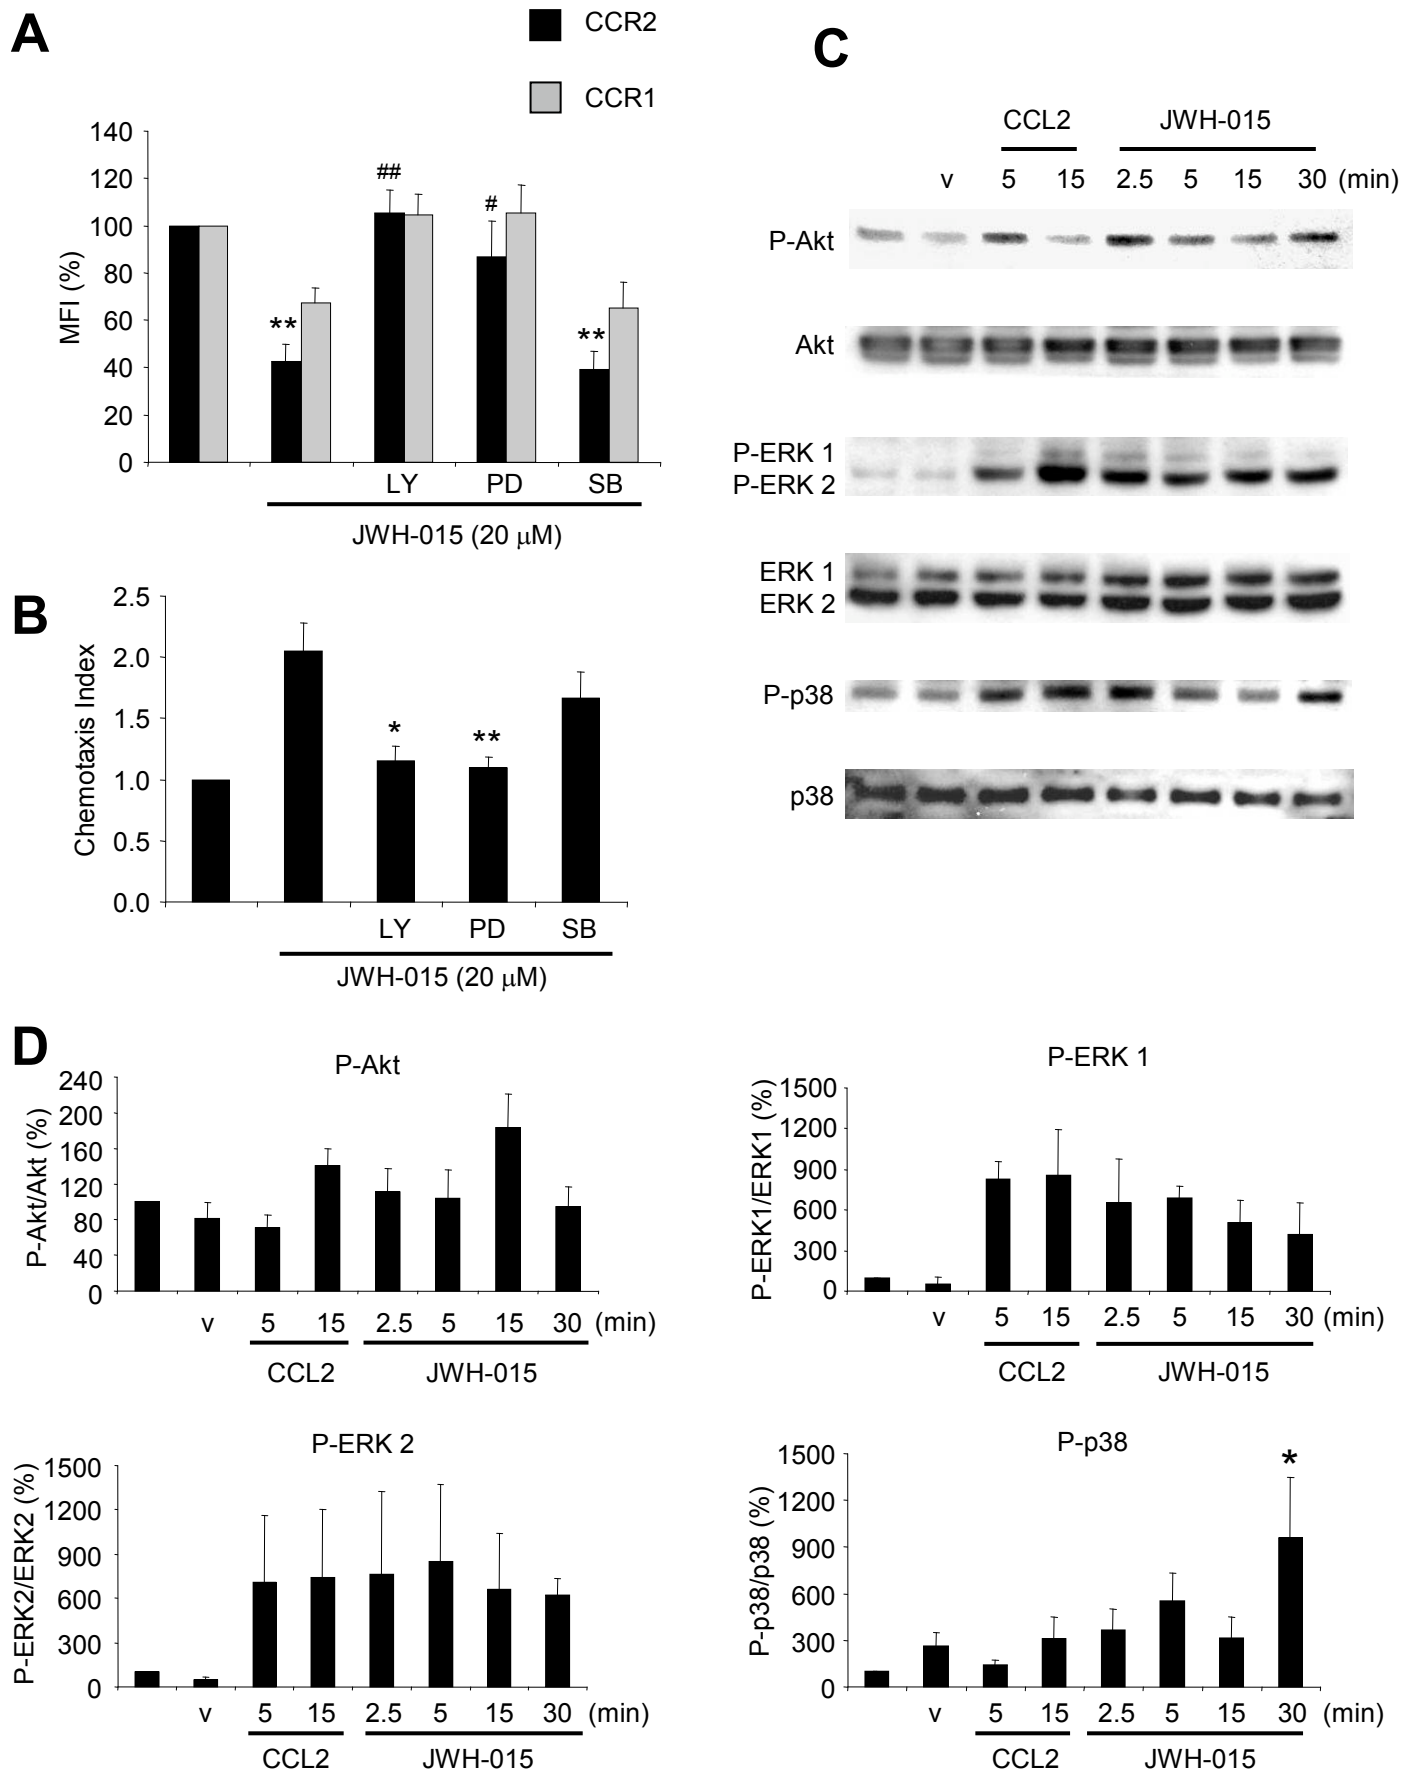 A
CCR2
CCR1
140
120
100
80
60
40
20
0
MFI (%)
**
##
#
**
LY PD SB
JWH-015 (20 μM)
B
2.5
2.0
1.5
1.0
0.5
0.0
Chemotaxis Index
*
**
LY PD SB
JWH-015 (20 μM)
C
CCL2 JWH-015
v 5 15 2.5 5 15 30 (min)
P-Akt
Akt
P-ERK 1
P-ERK 2
ERK 1
ERK 2
P-p38
p38
D
P-Akt
240
200
160
120
80
40
0
P-Akt/Akt (%)
v 5 15 2.5 5 15 30 (min)
CCL2 JWH-015
P-ERK 1
1500
1200
900
600
300
0
P-ERK1/ERK1 (%)
v 5 15 2.5 5 15 30 (min)
CCL2 JWH-015
P-ERK 2
1500
1200
900
600
300
0
P-ERK2/ERK2 (%)
v 5 15 2.5 5 15 30 (min)
CCL2 JWH-015
P-p38
1500
1200
900
600
300
0
P-p38/p38 (%)
*
v 5 15 2.5 5 15 30 (min)
CCL2 JWH-015